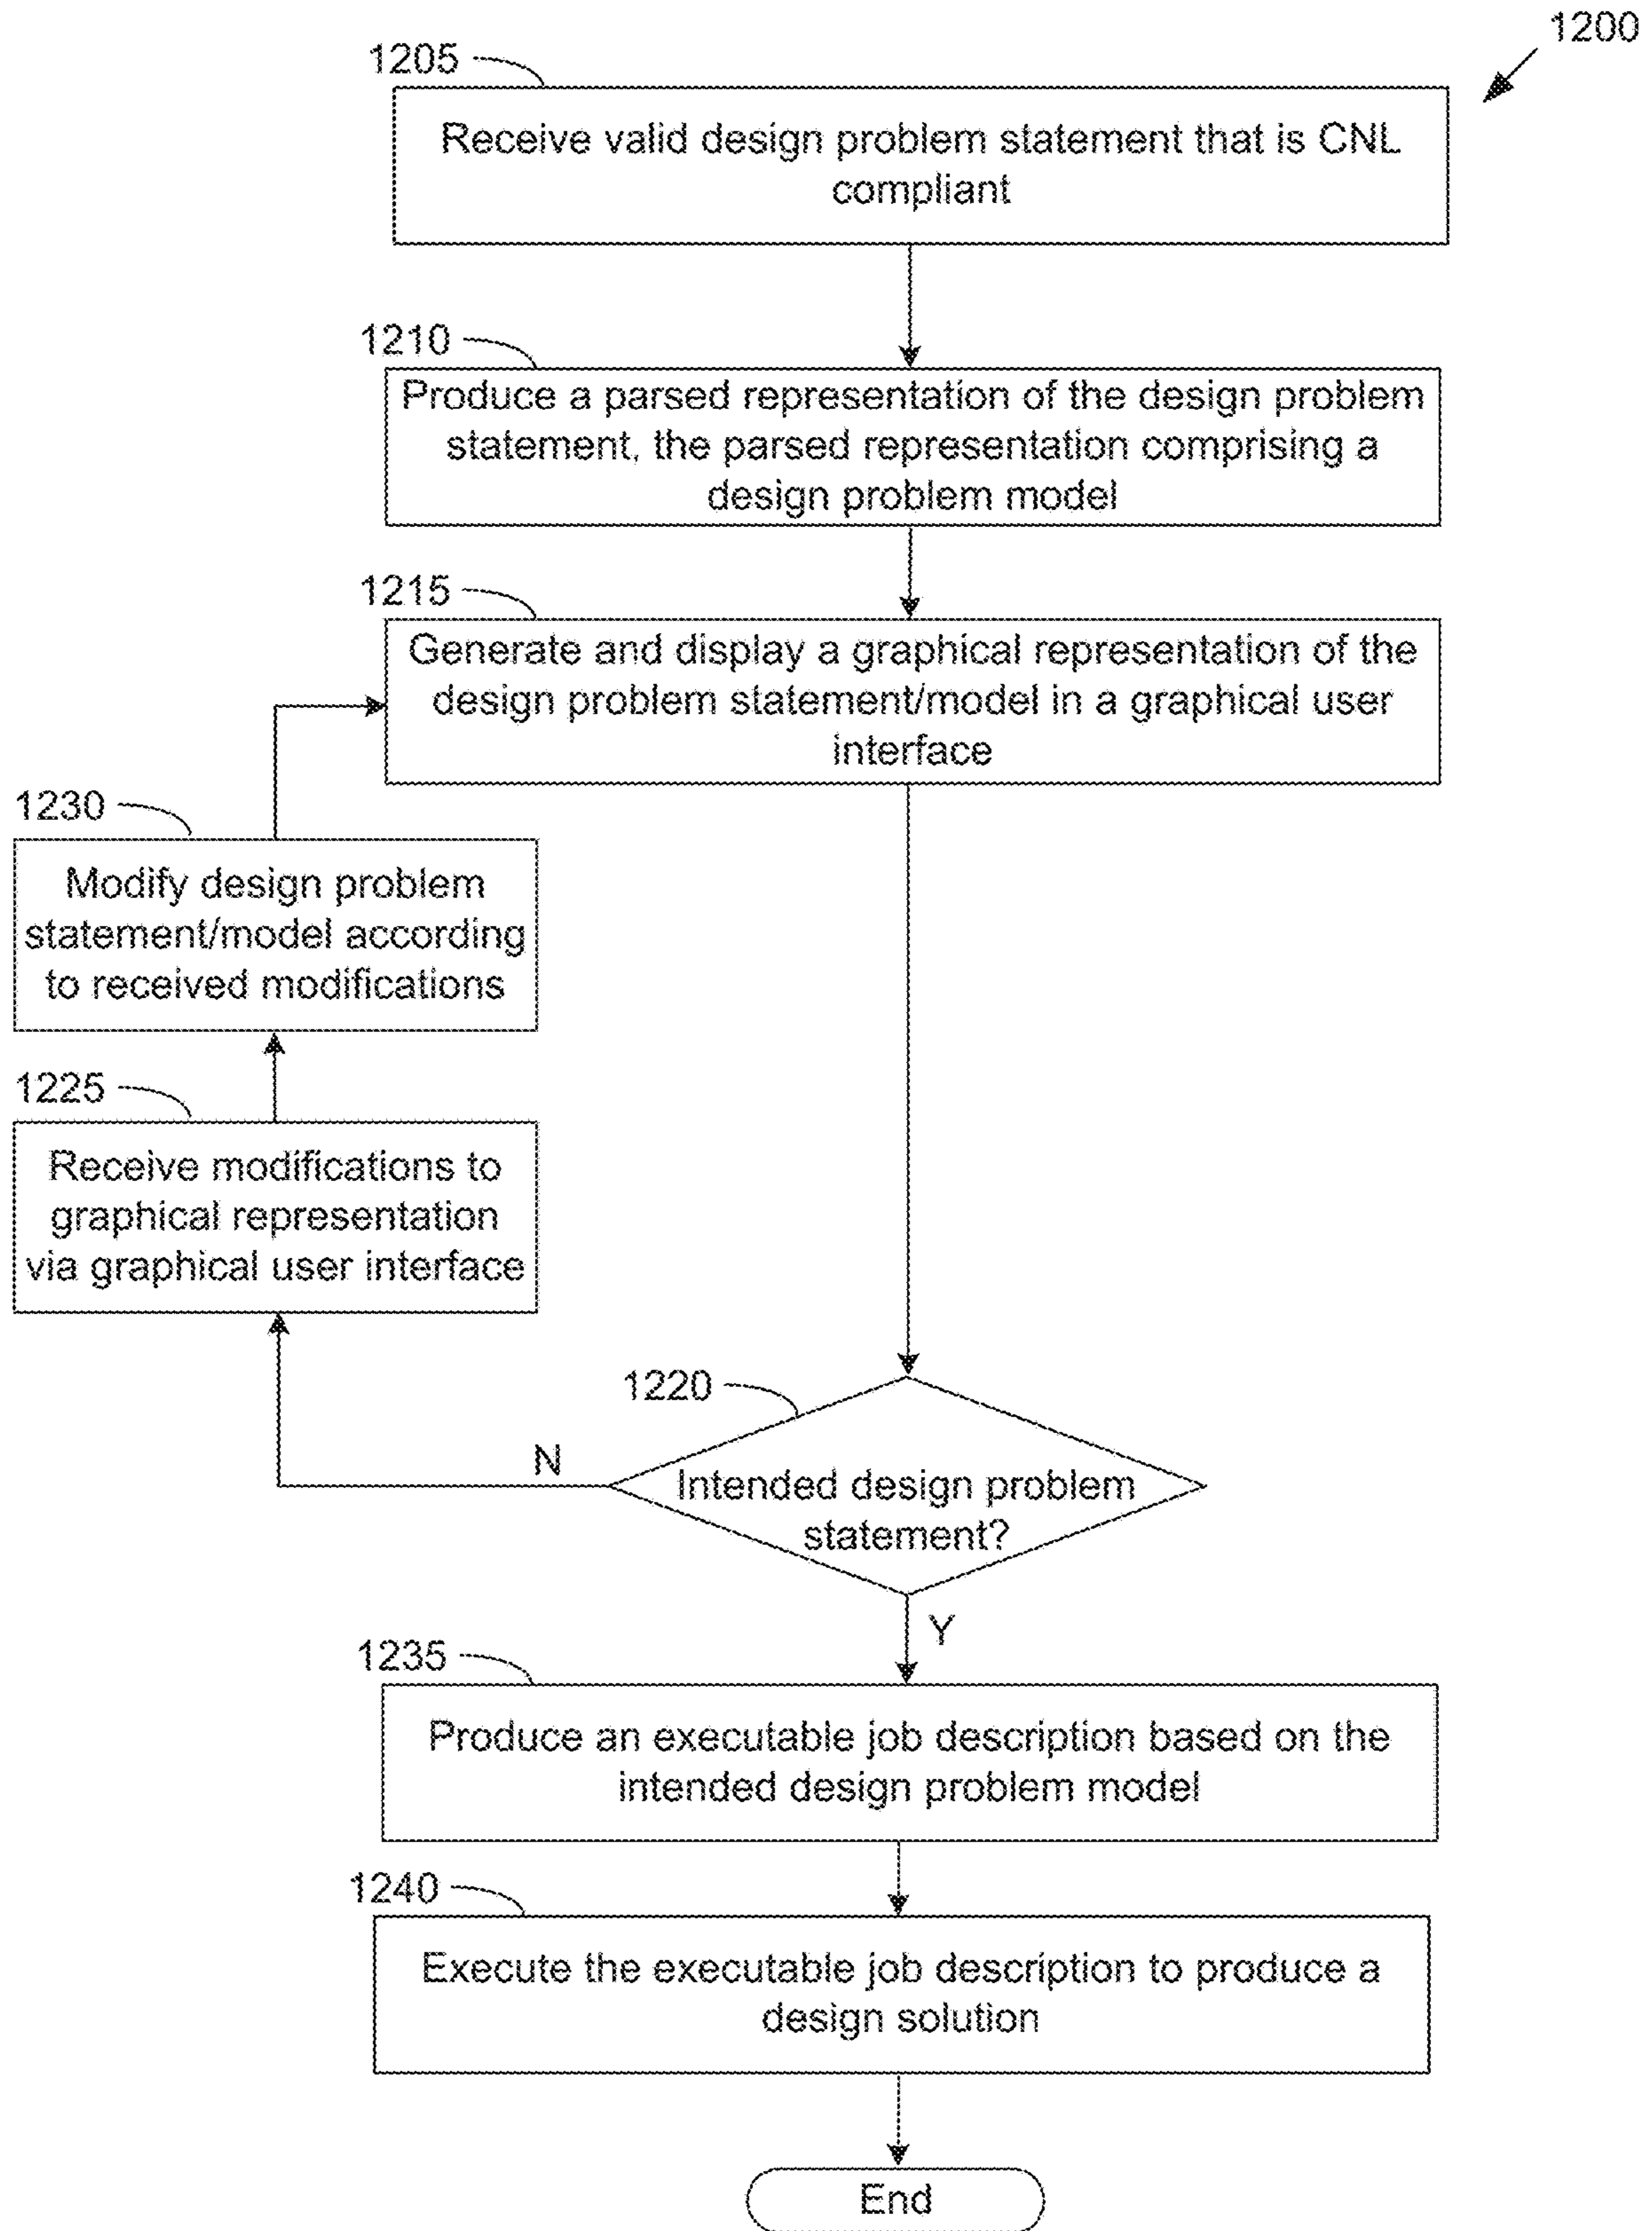 1200
1205
Receive valid design problem statement that is CNL
compliant
1210
Produce a parsed representation of the design problem
statement, the parsed representation comprising a
design problem model
1215
Generate and display a graphical representation of the
design problem statement/model in a graphical user
interface
1230
Modify design problem
statement/model according
to received modifications
1225
Receive modifications to
graphical representation
via graphical user interface
1220
N
Intended design problem
statement?
Y
1235
Produce an executable job description based on the
intended design problem model
1240
Execute the executable job description to produce a
design solution
End